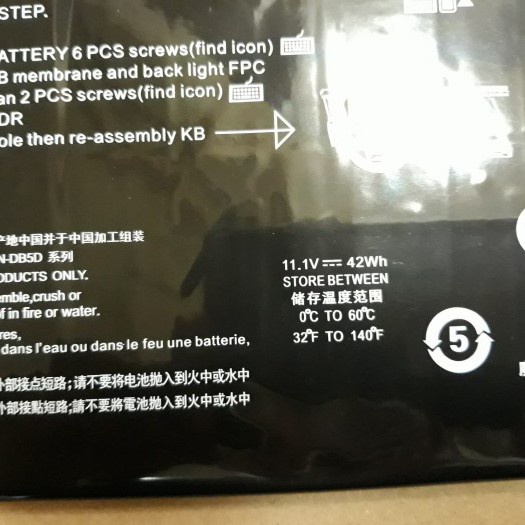 STEP.
ATTERY 6 PCS screws(find icon)
B membrane and back light FPC
an 2 PCS screws(find icon)
DR
ole then re-assembly KB
产地中国并于中国加工组装
N-DB5D 系列
ODUCTS ONLY.
emble,crush or
f in fire or water.
res,
dans l'eau ou dans le feu une batterie,
外部接点短路;请不要将电池抛入到火中或水中
外部接點短路;請不要將電池抛入到火中或水中
11.1V 42Wh
STORE BETWEEN
储存温度范围
0℃ TO 60℃
32℉ TO 140℉
5